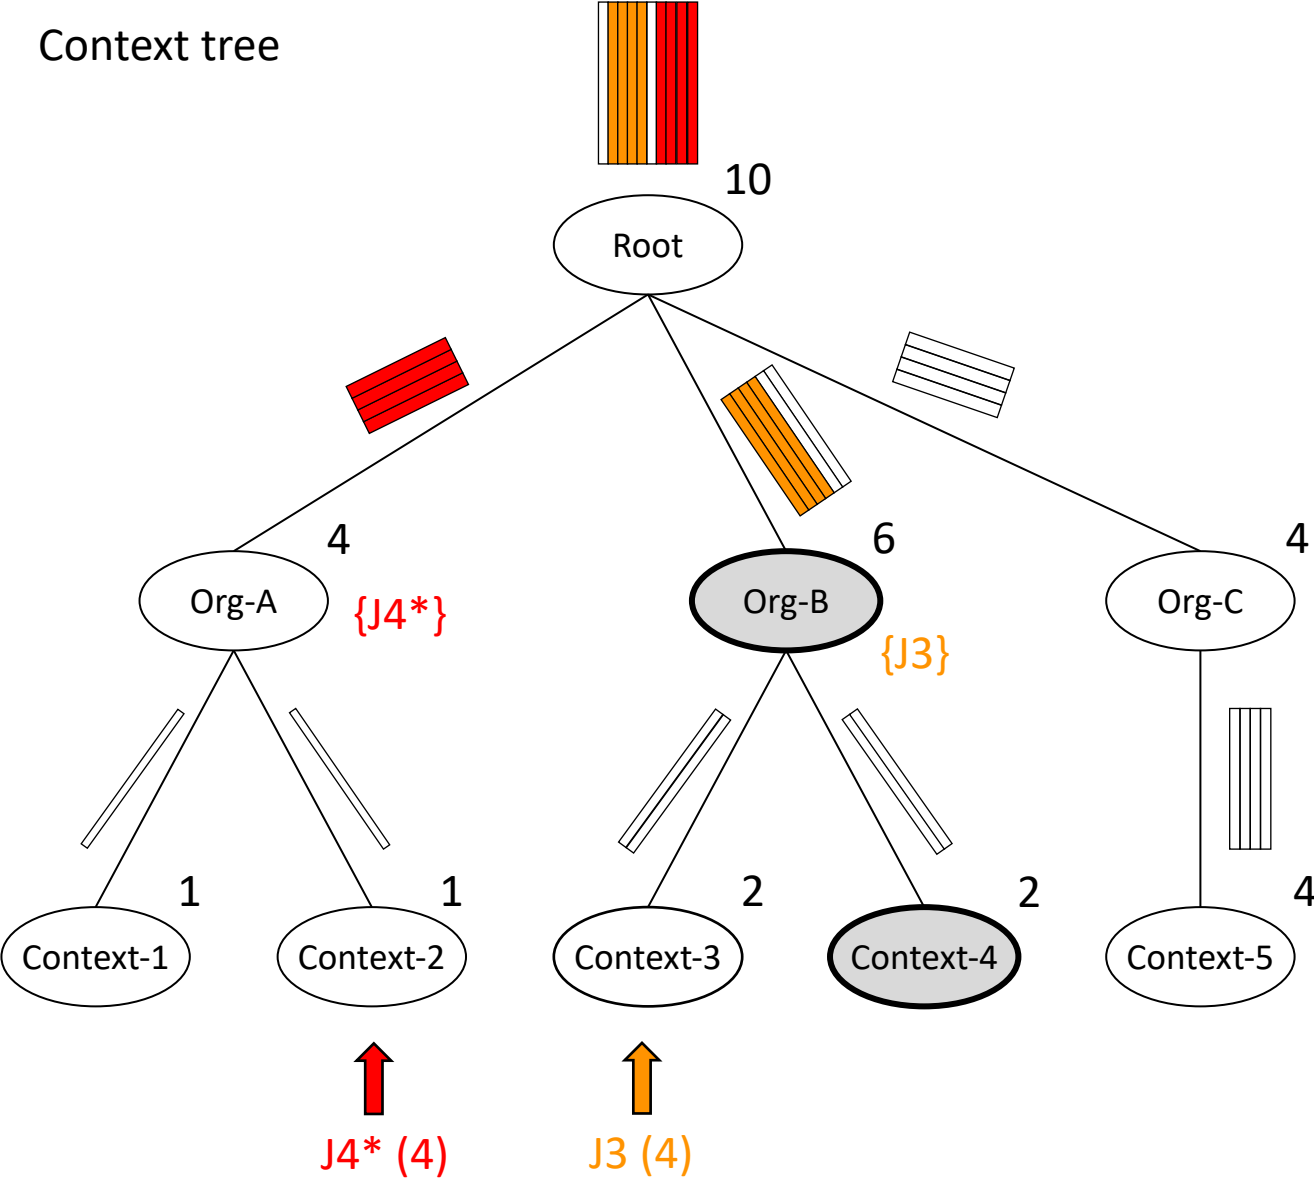 Context tree
10
Root
4
6
4
Org-A
{J4*}
Org-B
{J3}
Org-C
1
1
2
2
4
Context-1
Context-2
Context-3
Context-4
Context-5
J4* (4)
J3 (4)